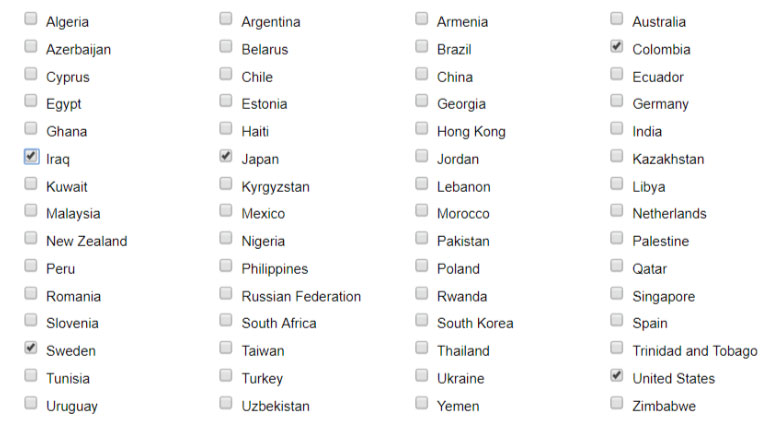 Algeria Argentina Armenia Australia
Azerbaijan Belarus Brazil Colombia
Cyprus Chile China Ecuador
Egypt Estonia Georgia Germany
Ghana Haiti Hong Kong India
Iraq Japan Jordan Kazakhstan
Kuwait Kyrgyzstan Lebanon Libya
Malaysia Mexico Morocco Netherlands
New Zealand Nigeria Pakistan Palestine
Peru Philippines Poland Qatar
Romania Russian Federation Rwanda Singapore
Slovenia South Africa South Korea Spain
Sweden Taiwan Thailand Trinidad and Tobago
Tunisia Turkey Ukraine United States
Uruguay Uzbekistan Yemen Zimbabwe